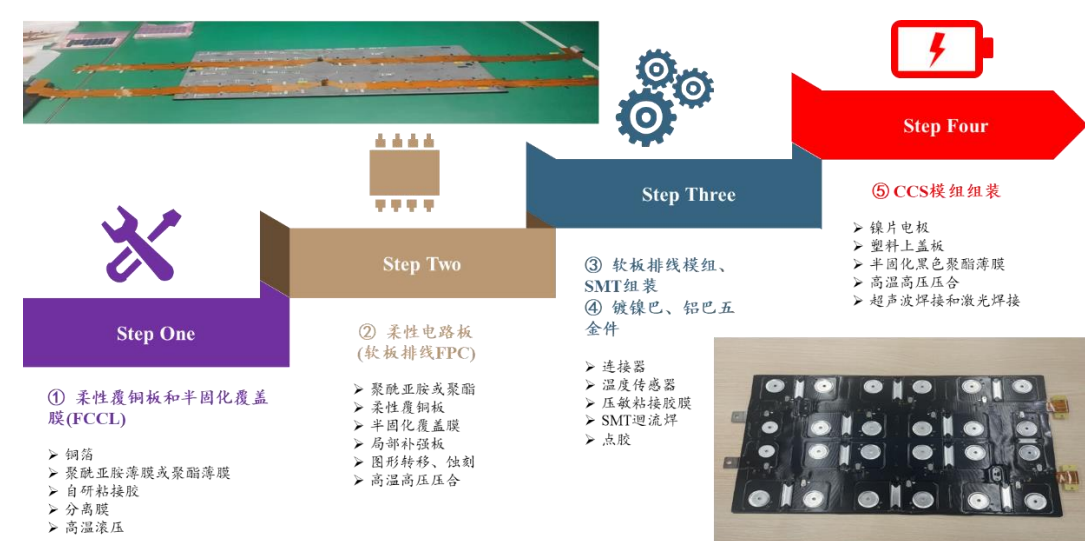 Step One
① 柔性覆铜板和半固化覆盖
膜(FCCL)
➢ 铜箔
➢ 聚酰亚胺薄膜或聚酯薄膜
➢ 自研粘接胶
➢ 分离膜
➢ 高温滚压
Step Two
② 柔性电路板
(软板排线FPC)
➢ 聚酰亚胺或聚酯
➢ 柔性覆铜板
➢ 半固化覆盖膜
➢ 局部补强板
➢ 图形转移、蚀刻
➢ 高温高压压合
Step Three
③ 软板排线模组、
SMT组装
④ 镀镍巴、铝巴五
金件
➢ 连接器
➢ 温度传感器
➢ 压敏粘接胶膜
➢ SMT迴流焊
➢ 点胶
Step Four
⑤ CCS模组组装
➢ 镍片电极
➢ 塑料上盖板
➢ 半固化黑色聚酯薄膜
➢ 高温高压压合
➢ 超声波焊接和激光焊接